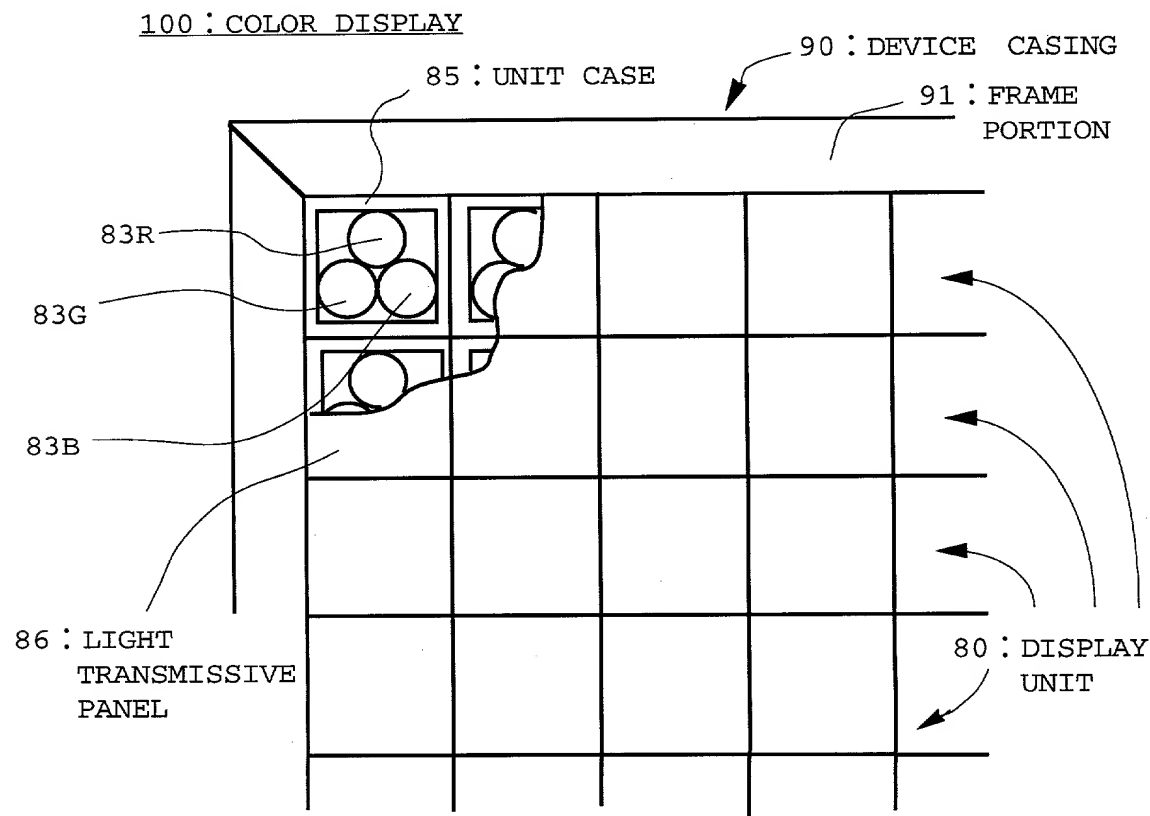 100:COLOR DISPLAY
90:DEVICE CASING
85:UNIT CASE
91:FRAME
PORTION
83R
83G
83B
86:LIGHT
TRANSMISSIVE
PANEL
80:DISPLAY
UNIT